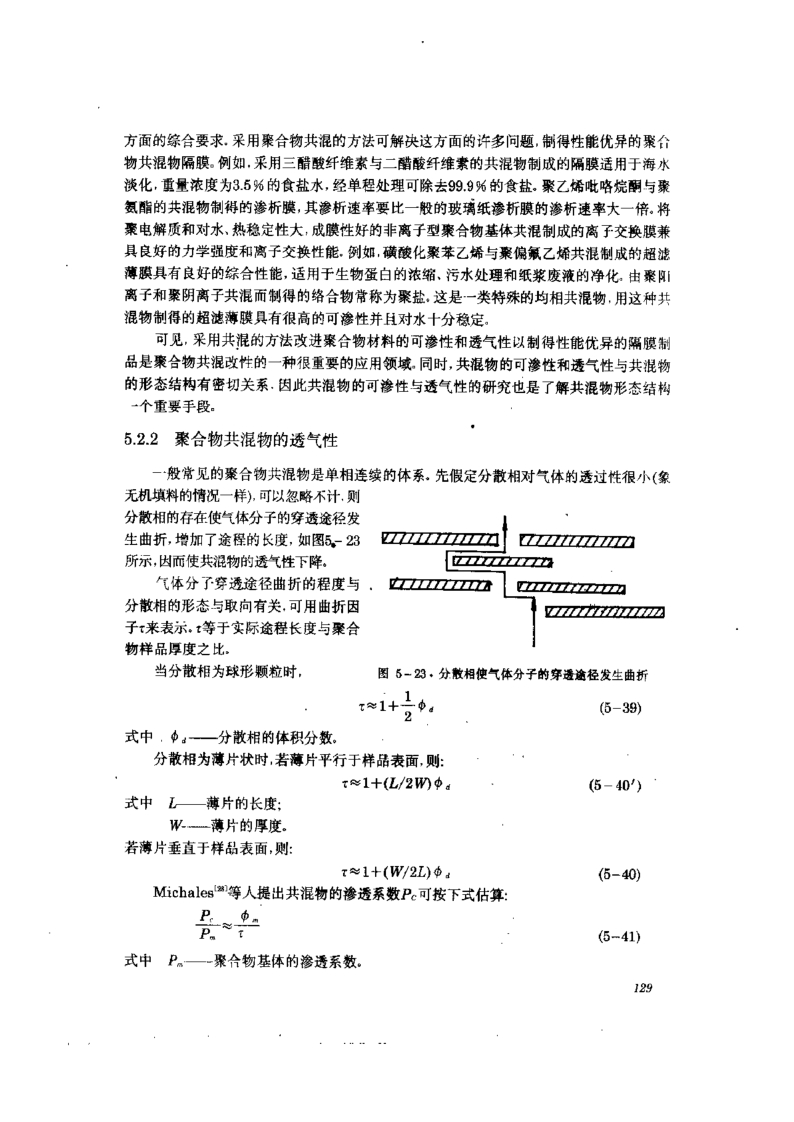 方面的综合要求。采用聚合物共混的方法可解决这方面的许多问题,制得性能优异的聚合
物共混物隔膜。例如,采用三醋酸纤维素与二醋酸纤维素的共混物制成的隔膜适用于海水
淡化,重量浓度为3.5%的食盐水,经单程处理可除去99.9%的食盐。聚乙烯吡咯烷酮与聚
氨酯的共混物制得的渗析膜,其渗析速率要比一般的玻璃纸渗析膜的渗析速率大一倍。将
聚电解质和对水、热稳定性大,成膜性好的非离子型聚合物基体共混制成的离子交换膜兼
具良好的力学强度和离子交换性能。例如,磺酸化聚苯乙烯与聚偏氟乙烯共混制成的超滤
薄膜具有良好的综合性能,适用于生物蛋白的浓缩、污水处理和纸浆废液的净化。由聚阳
离子和聚阴离子共混而制得的络合物常称为聚盐。这是一类特殊的均相共混物,用这种共
混物制得的超滤薄膜具有很高的可渗性并且对水十分稳定。
可见,采用共混的方法改进聚合物材料的可渗性和透气性以制得性能优异的隔膜制
品是聚合物共混改性的一种很重要的应用领域。同时,共混物的可渗性和透气性与共混物
的形态结构有密切关系,因此共混物的可渗性与透气性的研究也是了解共混物形态结构
一个重要手段。
5.2.2 聚合物共混物的透气性
一般常见的聚合物共混物是单相连续的体系。先假定分散相对气体的透过性很小(象
无机填料的情况一样),可以忽略不计,则
分散相的存在使气体分子的穿透途径发
生曲折,增加了途程的长度,如图5-23
所示,因而使共混物的透气性下降。
气体分子穿透途径曲折的程度与
分散相的形态与取向有关,可用曲折因
子τ来表示。τ等于实际途程长度与聚合
物样品厚度之比。
当分散相为球形颗粒时,
图 5-23·分散相使气体分子的穿透途径发生曲折
τ≈1+\frac{1}{2}φ_d (5-39)
式中 φ_d——分散相的体积分数。
分散相为薄片状时,若薄片平行于样品表面,则:
τ≈1+(L/2W)φ_d (5-40′)
式中 L——薄片的长度;
W——薄片的厚度。
若薄片垂直于样品表面,则:
τ≈1+(W/2L)φ_d (5-40)
Michales[28]等人提出共混物的渗透系数P_c可按下式估算:
\frac{P_c}{P_m}≈\frac{φ_m}{τ} (5-41)
式中 P_m——聚合物基体的渗透系数。
129